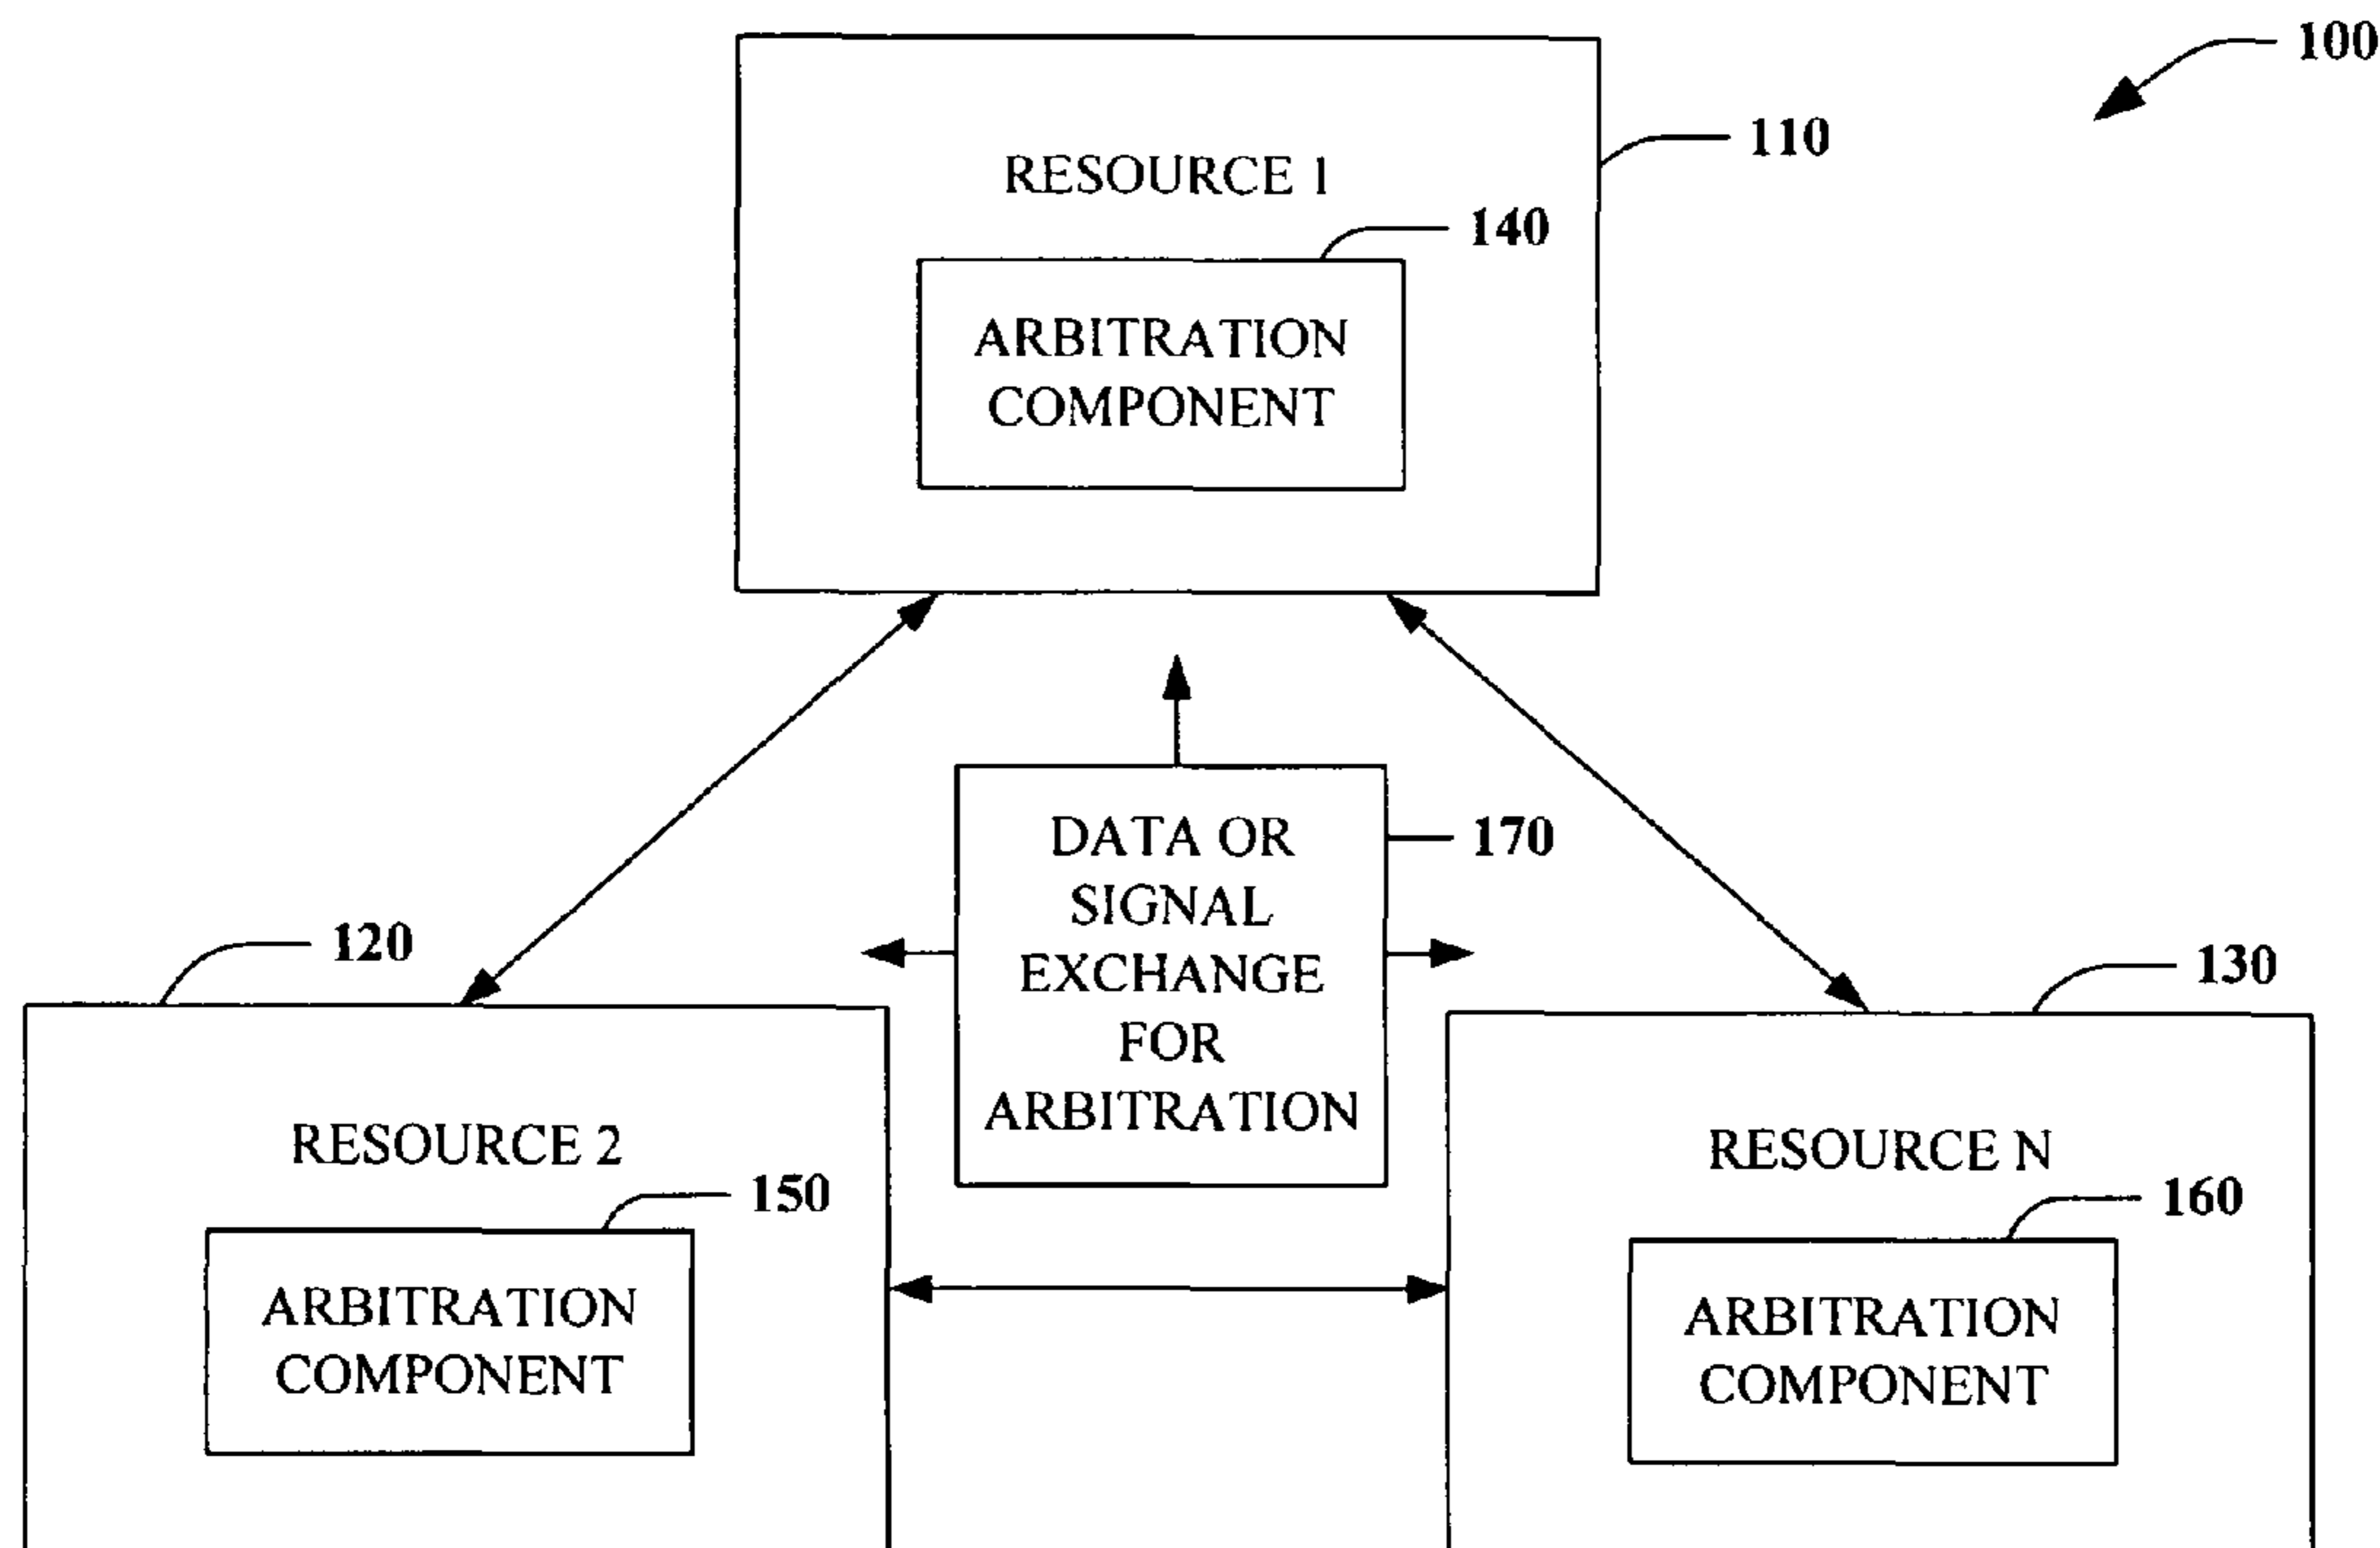 100
110
RESOURCE 1
140
ARBITRATION
COMPONENT
DATA OR
SIGNAL
EXCHANGE
FOR
ARBITRATION
170
120
130
RESOURCE 2
150
ARBITRATION
COMPONENT
RESOURCE N
160
ARBITRATION
COMPONENT